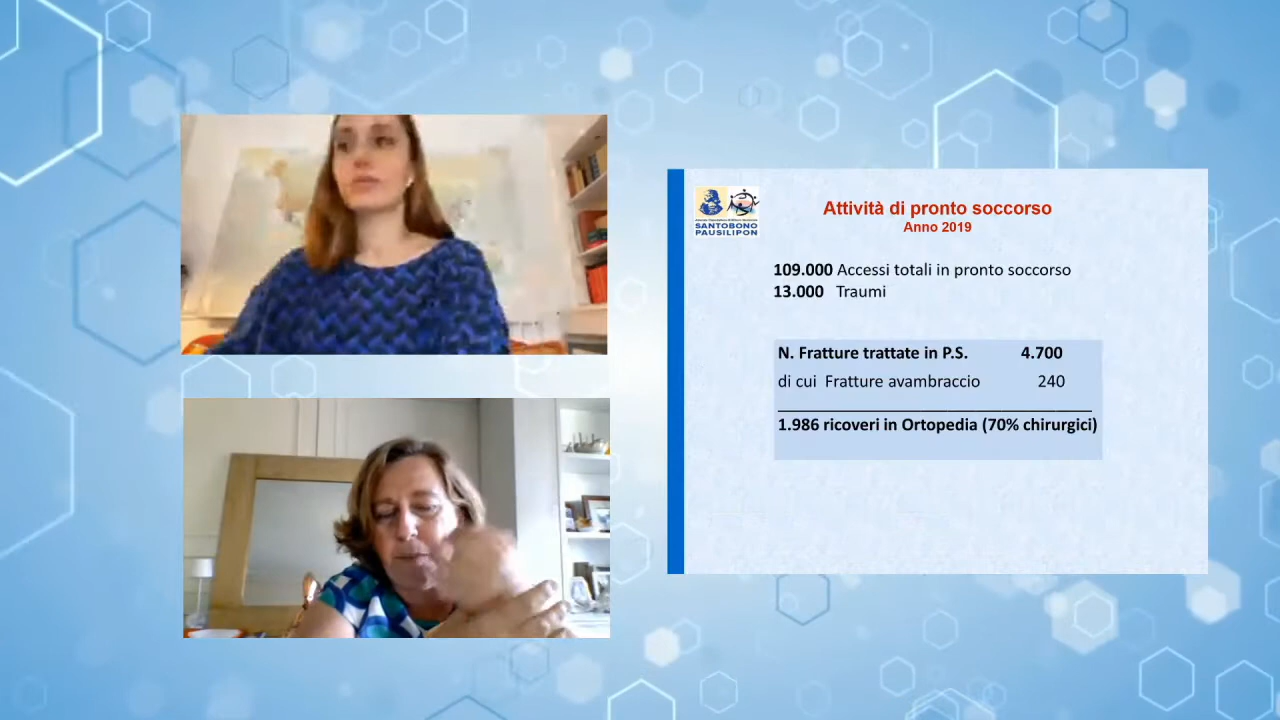 SANTOBONO
PAUSILIPON
Attività di pronto soccorso
Anno 2019
109.000 Accessi totali in pronto soccorso
13.000 Traumi
N. Fratture trattate in P.S. 4.700
di cui Fratture avambraccio 240
1.986 ricoveri in Ortopedia (70% chirurgici)